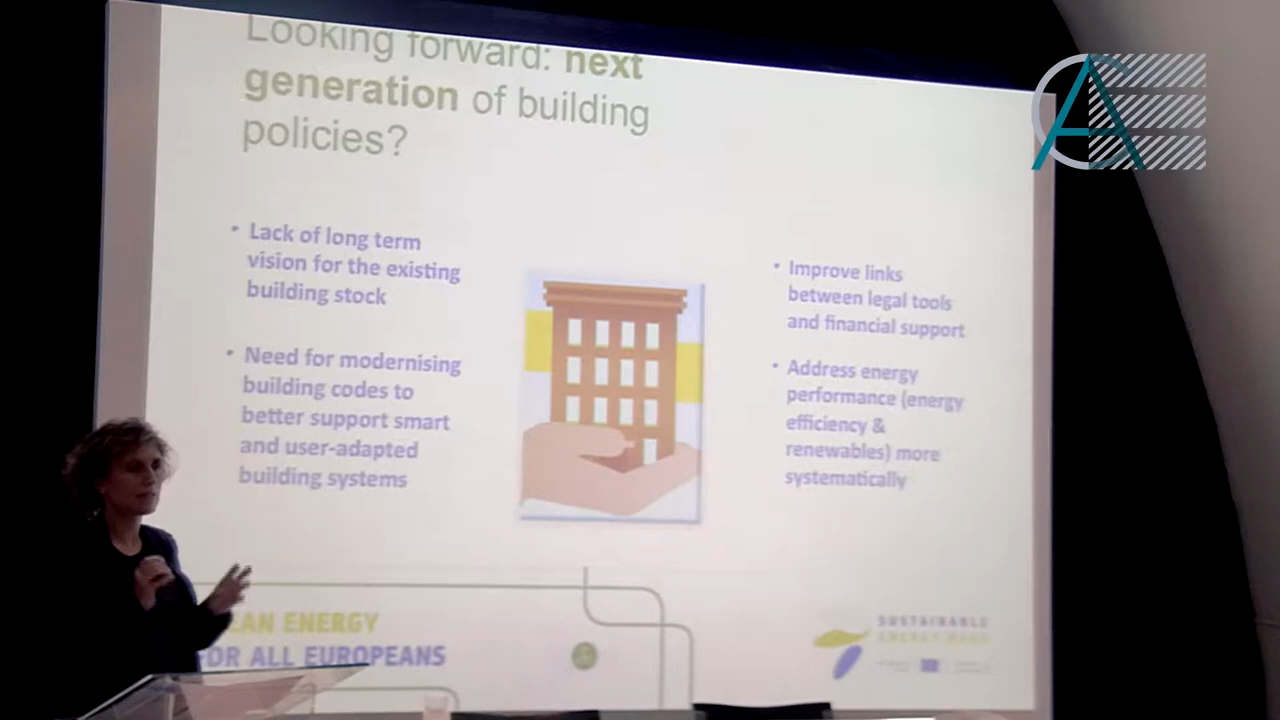 Looking forward: next
generation of building
policies?
• Lack of long term
vision for the existing
building stock
• Need for modernising
building codes to
better support smart
and user-adapted
building systems
• Improve links
between legal tools
and financial support
• Address energy
performance (energy
efficiency &
renewables) more
systematically
LAN ENERGY
OR ALL EUROPEANS
SUSTAINABLE
ENERGY WEEK
ACE